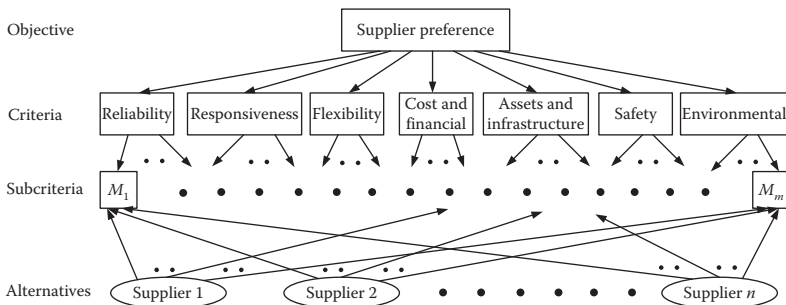 Objective
Supplier preference
Criteria
Reliability
Responsiveness
Flexibility
Cost and
financial
Assets and
infrastructure
Safety
Environmental
Subcriteria
M1
Mm
Alternatives
Supplier 1
Supplier 2
Supplier n